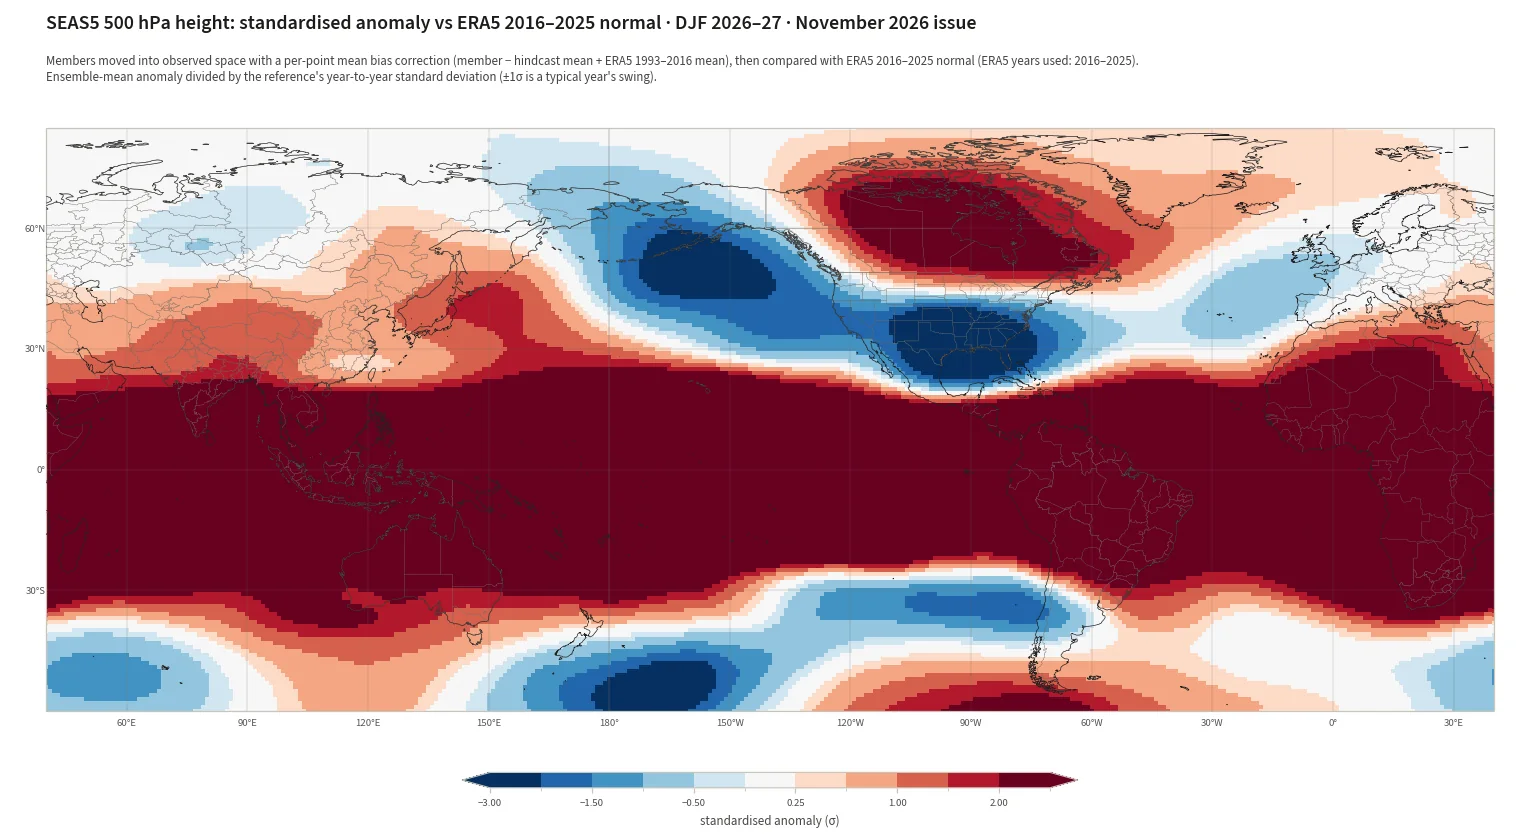 SEAS5 500 hPa height: standardised anomaly vs ERA5 2016–2025 normal · DJF 2026–27 · November 2026 issue
Members moved into observed space with a per-point mean bias correction (member − hindcast mean + ERA5 1993–2016 mean), then compared with ERA5 2016–2025 normal (ERA5 years used: 2016–2025).
Ensemble-mean anomaly divided by the reference's year-to-year standard deviation (±1σ is a typical year's swing).
60°N
30°N
0°
30°S
60°E 90°E 120°E 150°E 180° 150°W 120°W 90°W 60°W 30°W 0° 30°E
−3.00 −1.50 −0.50 0.25 1.00 2.00
standardised anomaly (σ)